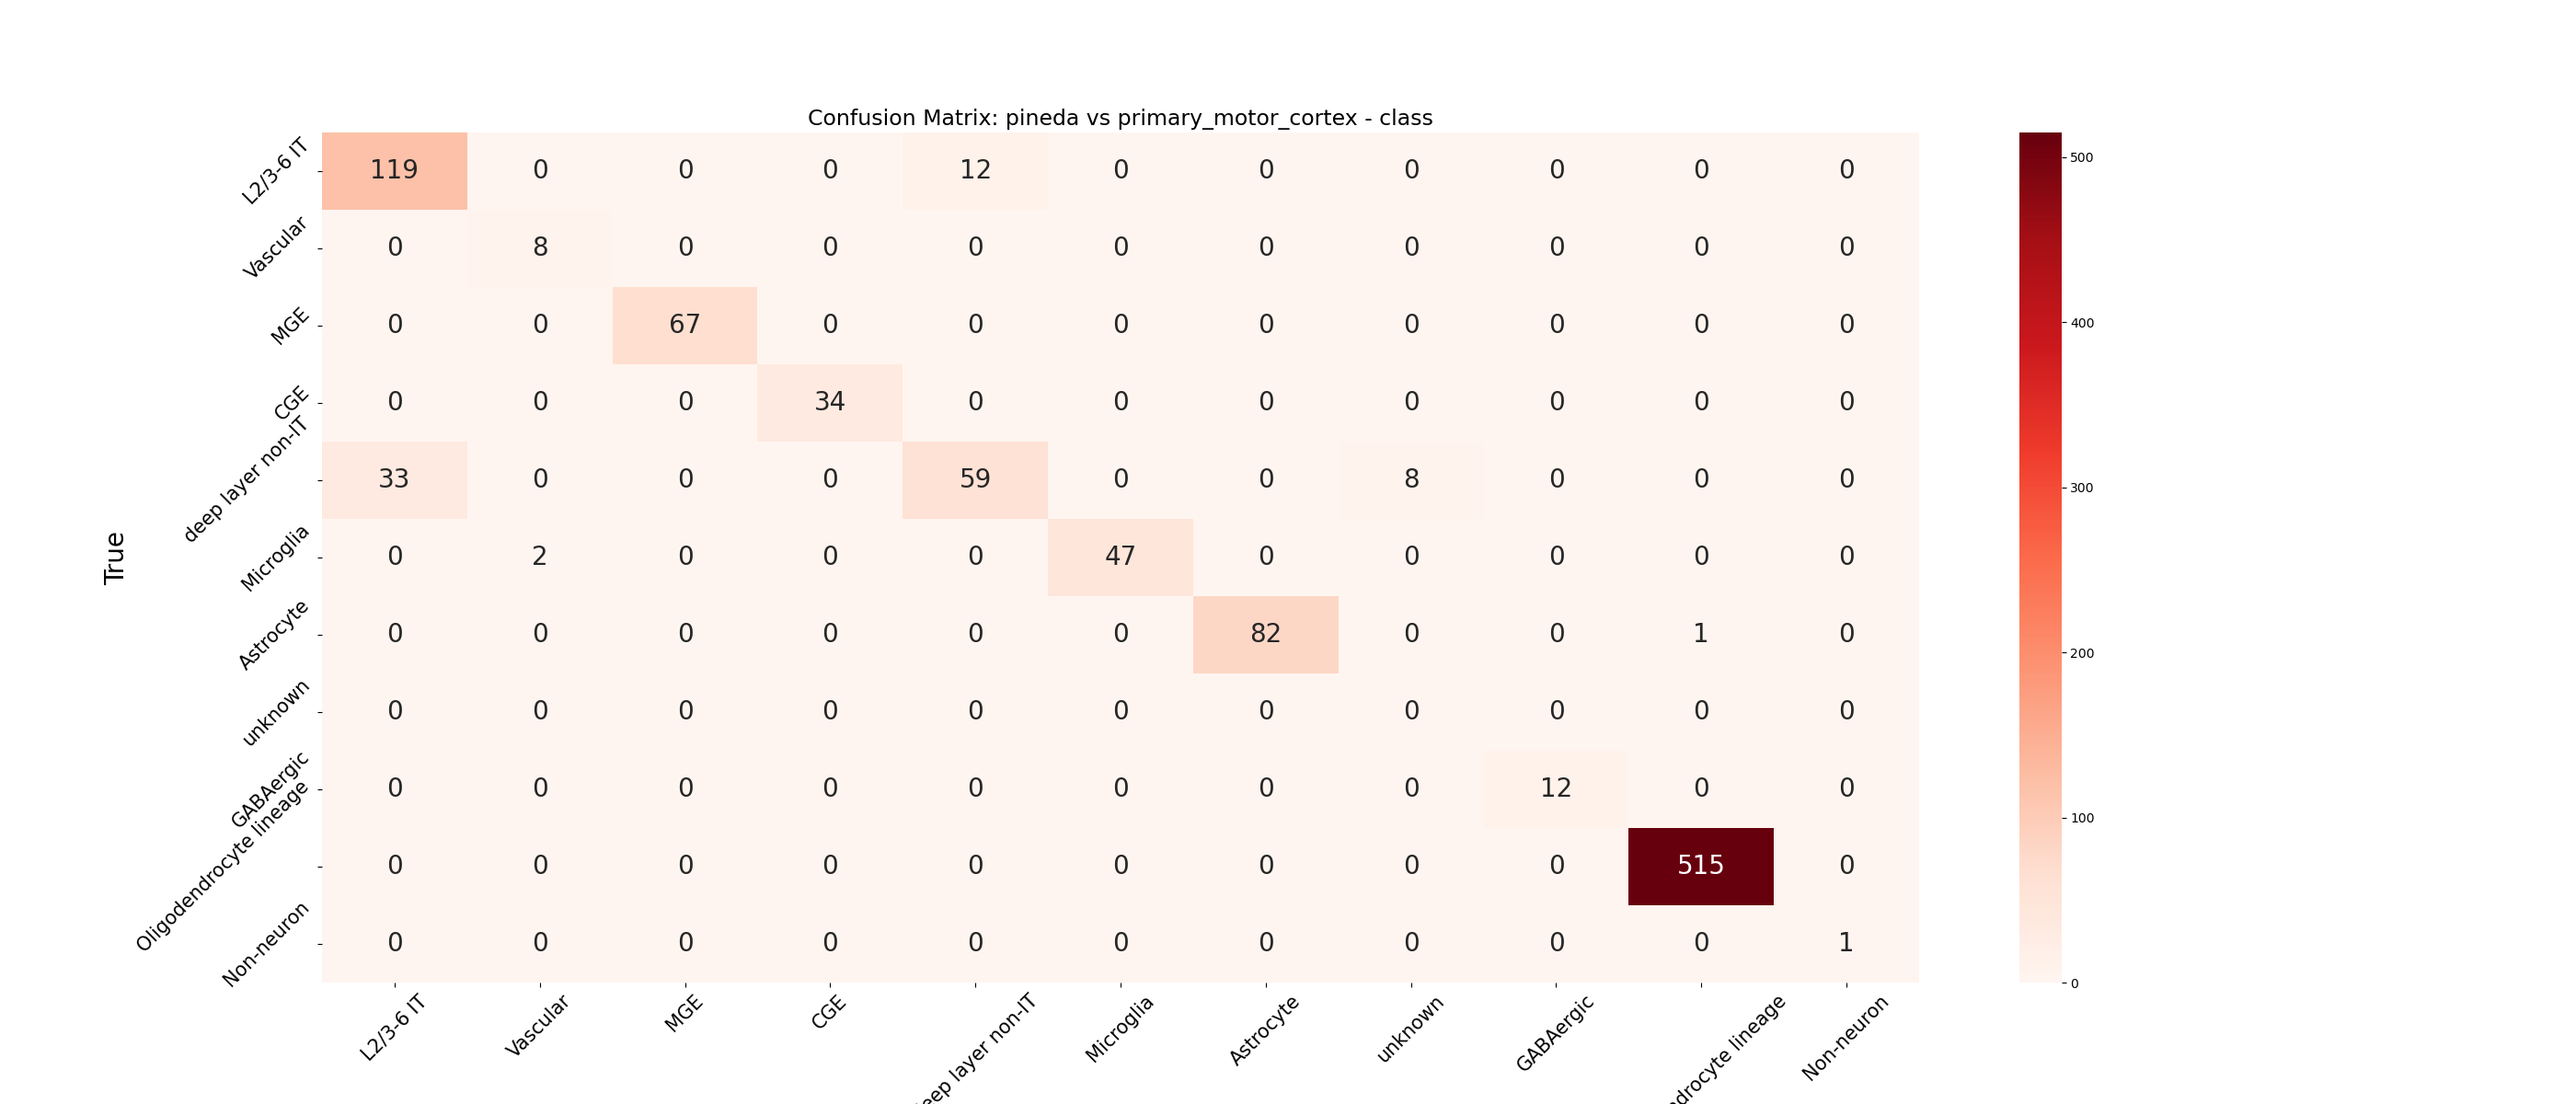 Confusion Matrix: pineda vs primary_motor_cortex - class
True
L2/3-6 IT 119 0 0 0 12 0 0 0 0 0 0
Vascular 0 8 0 0 0 0 0 0 0 0 0
MGE 0 0 67 0 0 0 0 0 0 0 0
CGE 0 0 0 34 0 0 0 0 0 0 0
deep layer non-IT 33 0 0 0 59 0 0 8 0 0 0
Microglia 0 2 0 0 0 47 0 0 0 0 0
Astrocyte 0 0 0 0 0 0 82 0 0 1 0
unknown 0 0 0 0 0 0 0 0 0 0 0
GABAergic 0 0 0 0 0 0 0 0 12 0 0
Oligodendrocyte lineage 0 0 0 0 0 0 0 0 0 515 0
Non-neuron 0 0 0 0 0 0 0 0 0 0 1
L2/3-6 IT Vascular MGE CGE layer non-IT Microglia Astrocyte unknown GABAergic lineage Non-neuron
500
400
300
200
100
0